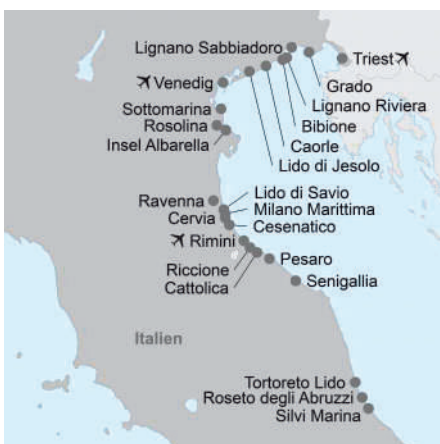 Lignano Sabbiadoro
Triest
Grado
Venedig
Lignano Riviera
Bibione
Sottomarina
Caorle
Rosolina
Insel Albarella
Lido di Jesolo
Lido di Savio
Ravenna
Milano Marittima
Cervia
Cesenatico
Rimini
Pesaro
Riccione
Cattolica
Senigallia
Italien
Tortoreto Lido
Roseto degli Abruzzi
Silvi Marina